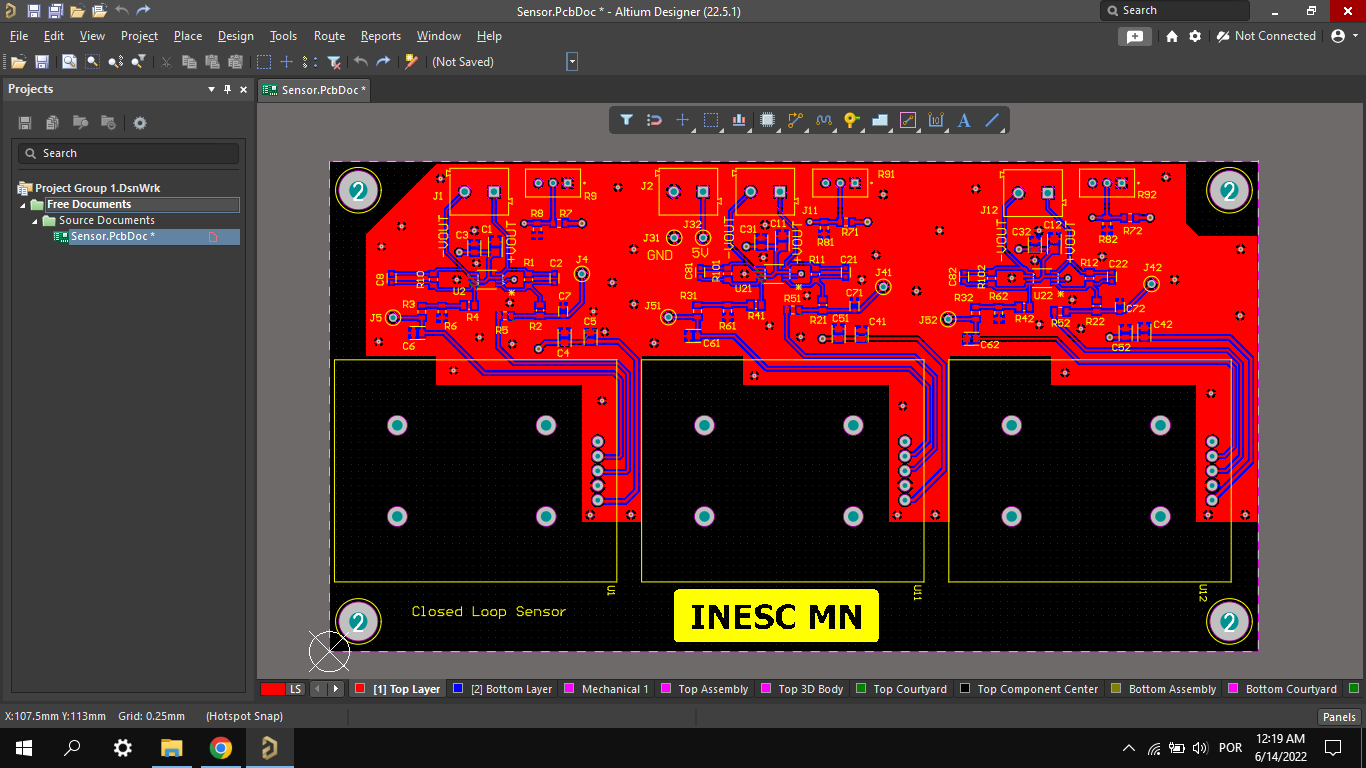 Sensor.PcbDoc * - Altium Designer (22.5.1)
Search
File Edit View Project Place Design Tools Route Reports Window Help
Not Connected
(Not Saved)
Projects
Sensor.PcbDoc *
Search
Project Group 1.DsnWrk
Free Documents
Source Documents
Sensor.PcbDoc *
2
2
J1
R9
J2
R91
J11
J12
R92
R8 R7
J32
R81
R71
R82
R72
-VOUT
+VOUT
-VOUT
+VOUT
-VOUT
+VOUT
C3 C1
J31
C31 C11
C32 C12
GND
5V
C8
R10
R1
C2
J4
C81
R101
R11
C21
J41
C82
R102
R12
C22
J42
U2
U21
U22
R3
C7
R31
R51
C71
R32
R62
C72
J5
R6
R4
R5
R2
J51
R61
R41
R21
J52
R42
R52
R22
C6
C5
C4
C61
C51
C41
C62
C52
C42
U1
U11
U12
Closed Loop Sensor
INESC MN
2
2
LS
[1] Top Layer
[2] Bottom Layer
Mechanical 1
Top Assembly
Top 3D Body
Top Courtyard
Top Component Center
Bottom Assembly
Bottom Courtyard
X:107.5mm Y:113mm Grid: 0.25mm (Hotspot Snap)
Panels
POR
12:19 AM
6/14/2022